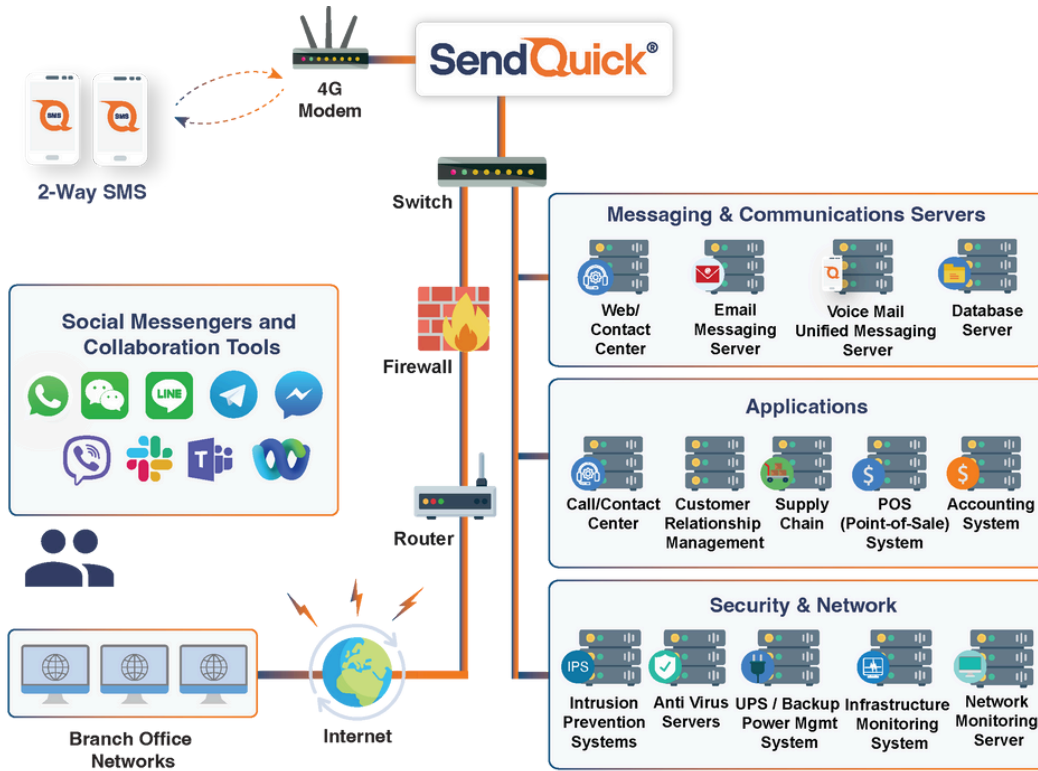 SendQuick®
4G
Modem
SMS
SMS
2-Way SMS
Switch
Messaging & Communications Servers
Web/
Contact
Center
Email
Messaging
Server
Voice Mail
Unified Messaging
Server
Database
Server
Social Messengers and
Collaboration Tools
LINE
T
Firewall
Applications
$
$
Call/Contact
Center
Customer
Relationship
Management
Supply
Chain
POS
(Point-of-Sale)
System
Accounting
System
Router
Security & Network
IPS
Intrusion
Prevention
Systems
Anti Virus
Servers
UPS / Backup
Power Mgmt
System
Infrastructure
Monitoring
System
Network
Monitoring
Server
Internet
Branch Office
Networks